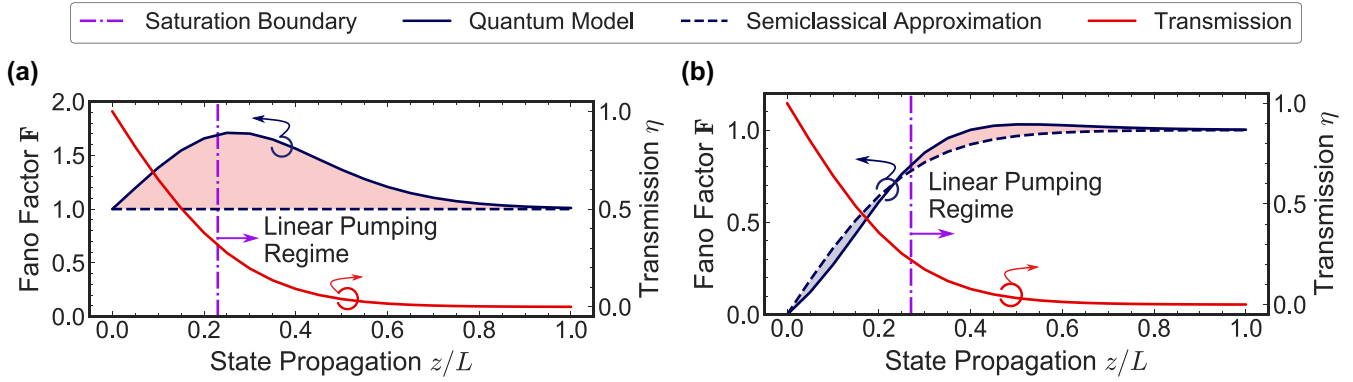 Saturation Boundary Quantum Model Semiclassical Approximation Transmission
(a)
Fano Factor F
2.0
1.5
1.0
0.5
0.0
Linear Pumping
Regime
1.0
0.5
0.0
Transmission η
0.0 0.2 0.4 0.6 0.8 1.0
State Propagation z/L
(b)
Fano Factor F
1.0
0.5
0.0
Linear Pumping
Regime
1.0
0.5
0.0
Transmission η
0.0 0.2 0.4 0.6 0.8 1.0
State Propagation z/L